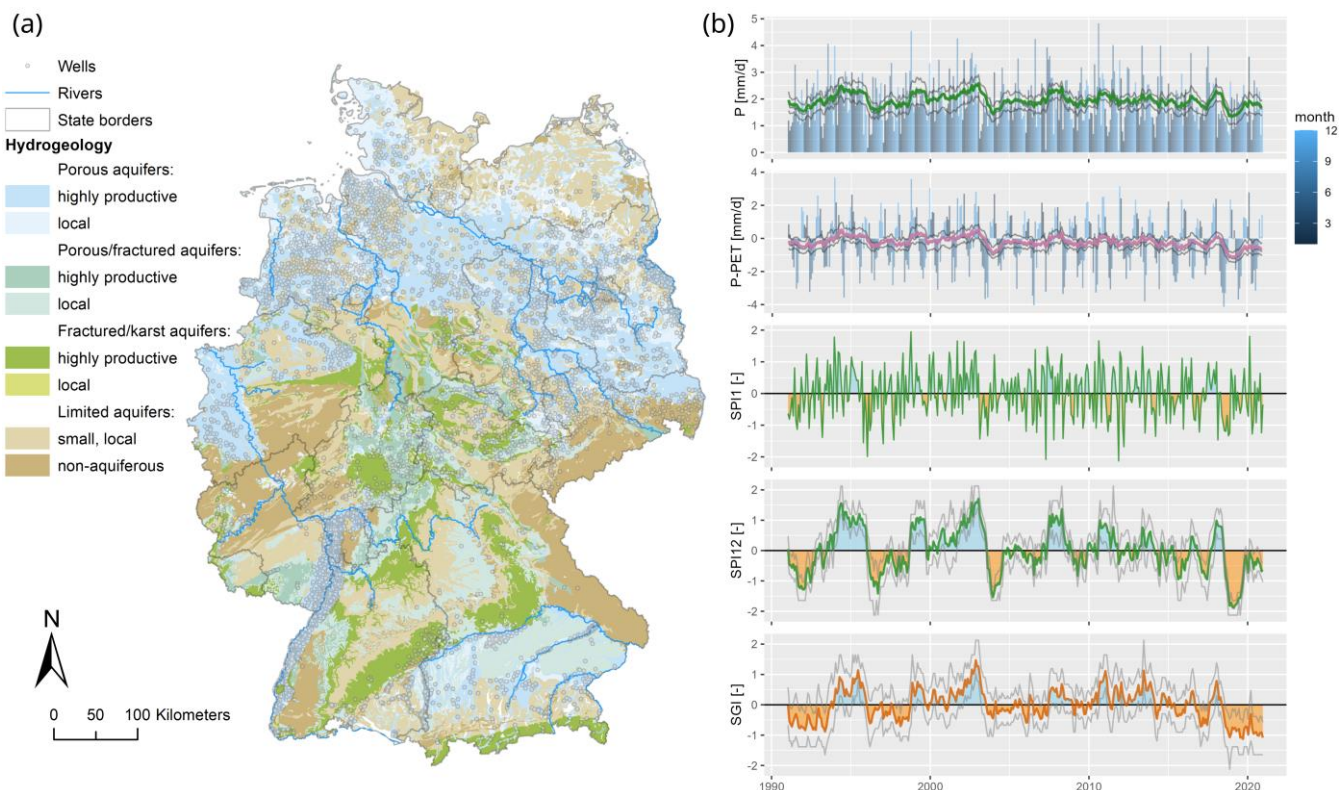 (a)
Wells
Rivers
State borders
Hydrogeology
Porous aquifers:
highly productive
local
Porous/fractured aquifers:
highly productive
local
Fractured/karst aquifers:
highly productive
local
Limited aquifers:
small, local
non-aquiferous
N
0 50 100 Kilometers
(b)
P [mm/d]
5
4
3
2
1
0
P-PET [mm/d]
4
2
0
-2
-4
SPI1 [-]
2
1
0
-1
-2
SPI12 [-]
2
1
0
-1
-2
SGI [-]
2
1
0
-1
-2
1990 2000 2010 2020
month
12
9
6
3